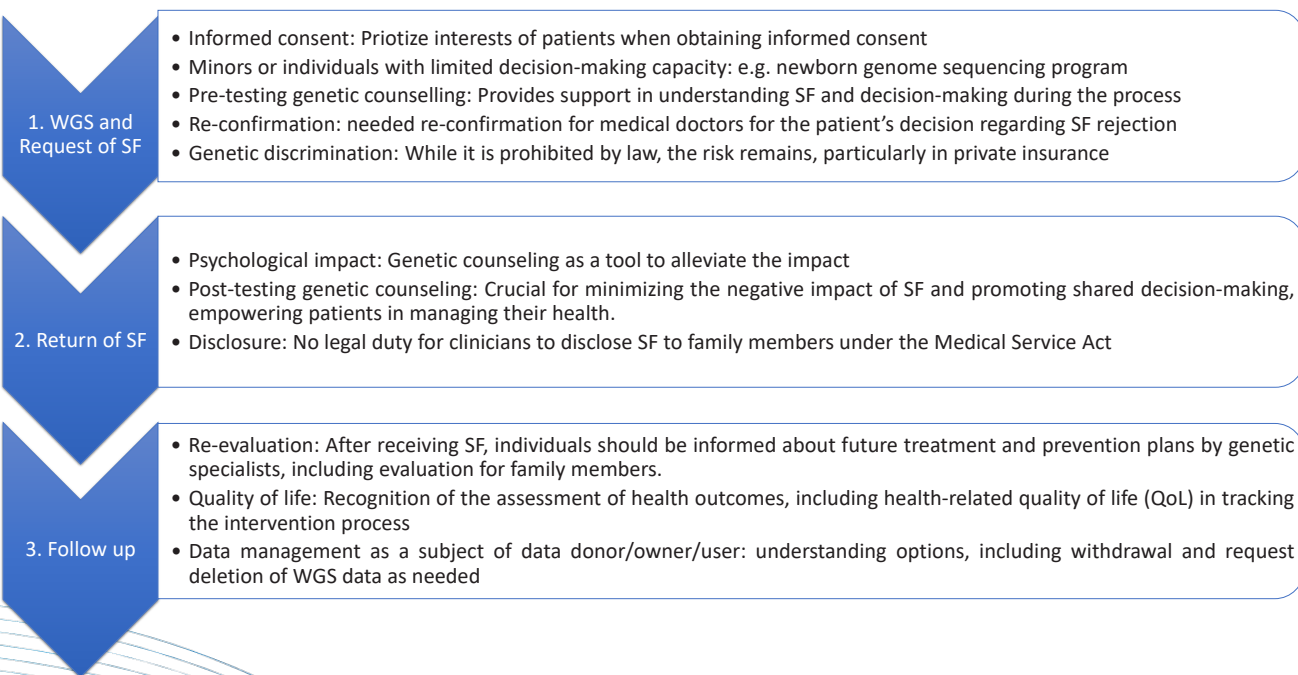 1. WGS and
Request of SF
• Informed consent: Priotize interests of patients when obtaining informed consent
• Minors or individuals with limited decision-making capacity: e.g. newborn genome sequencing program
• Pre-testing genetic counselling: Provides support in understanding SF and decision-making during the process
• Re-confirmation: needed re-confirmation for medical doctors for the patient's decision regarding SF rejection
• Genetic discrimination: While it is prohibited by law, the risk remains, particularly in private insurance
2. Return of SF
• Psychological impact: Genetic counseling as a tool to alleviate the impact
• Post-testing genetic counseling: Crucial for minimizing the negative impact of SF and promoting shared decision-making,
empowering patients in managing their health.
• Disclosure: No legal duty for clinicians to disclose SF to family members under the Medical Service Act
3. Follow up
• Re-evaluation: After receiving SF, individuals should be informed about future treatment and prevention plans by genetic
specialists, including evaluation for family members.
• Quality of life: Recognition of the assessment of health outcomes, including health-related quality of life (QoL) in tracking
the intervention process
• Data management as a subject of data donor/owner/user: understanding options, including withdrawal and request
deletion of WGS data as needed